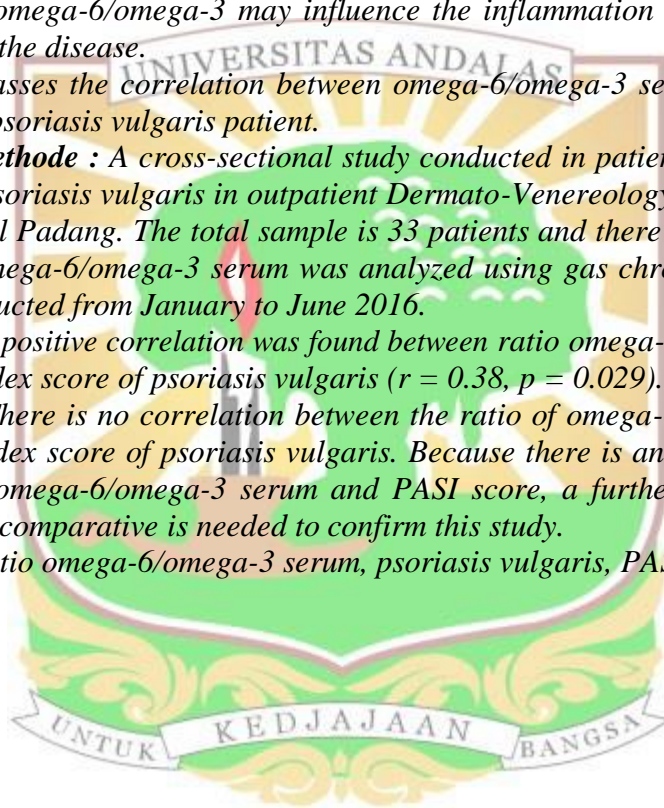 omega-6/omega-3 may influence the inflammation
the disease.
UNIVERSITAS ANDALAS
asses the correlation between omega-6/omega-3 se
psoriasis vulgaris patient.
ethode : A cross-sectional study conducted in patien
soriasis vulgaris in outpatient Dermato-Venereology
l Padang. The total sample is 33 patients and there
mega-6/omega-3 serum was analyzed using gas chro
ucted from January to June 2016.
positive correlation was found between ratio omega-
dex score of psoriasis vulgaris (r = 0.38, p = 0.029).
here is no correlation between the ratio of omega-
dex score of psoriasis vulgaris. Because there is an
omega-6/omega-3 serum and PASI score, a furthe
comparative is needed to confirm this study.
tio omega-6/omega-3 serum, psoriasis vulgaris, PAS
UNTUK KEDJAJAAN BANGSA